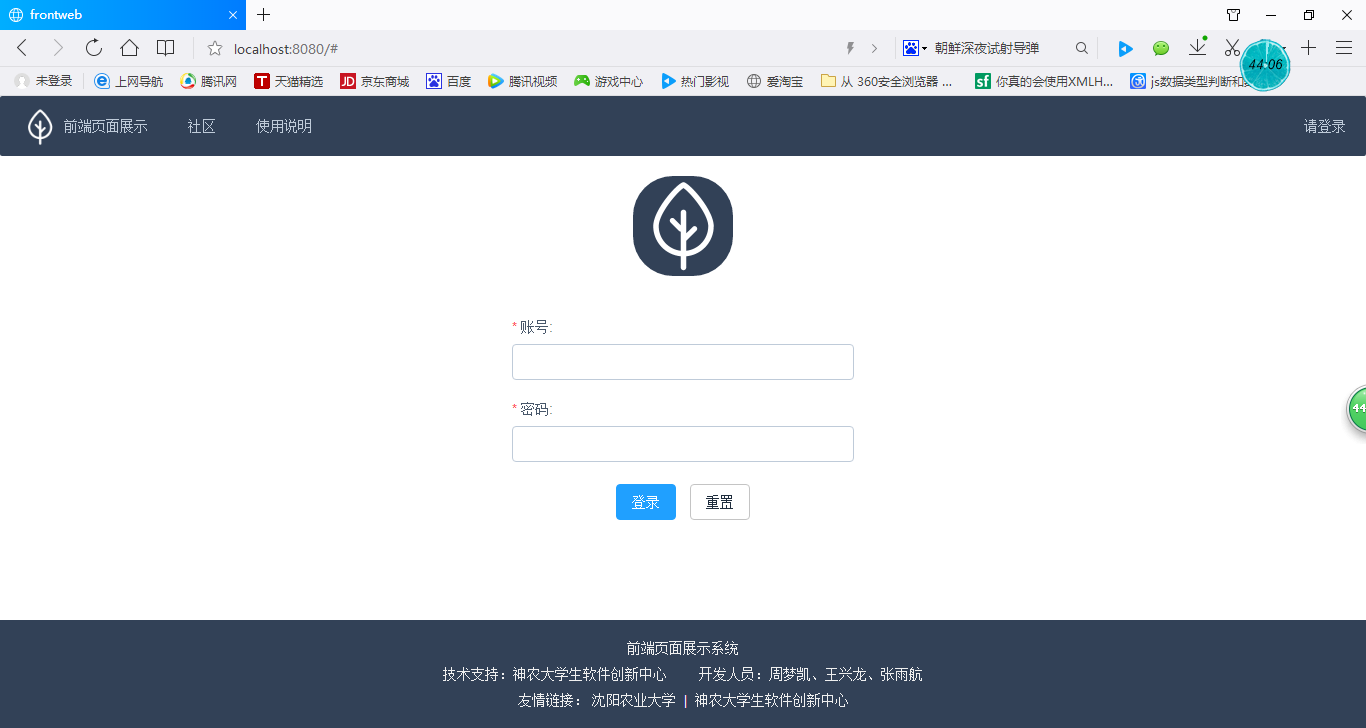 frontweb
localhost:8080/#
朝鲜深夜试射导弹
44:06
未登录 上网导航 腾讯网 T 天猫精选 JD 京东商城 百度 腾讯视频 游戏中心 热门影视 爱淘宝 从 360安全浏览器 ... sf 你真的会使用XMLH... js数据类型判断和
前端页面展示 社区 使用说明 请登录
* 账号:
44
* 密码:
登录 重置
前端页面展示系统
技术支持：神农大学生软件创新中心 开发人员：周梦凯、王兴龙、张雨航
友情链接： 沈阳农业大学 | 神农大学生软件创新中心